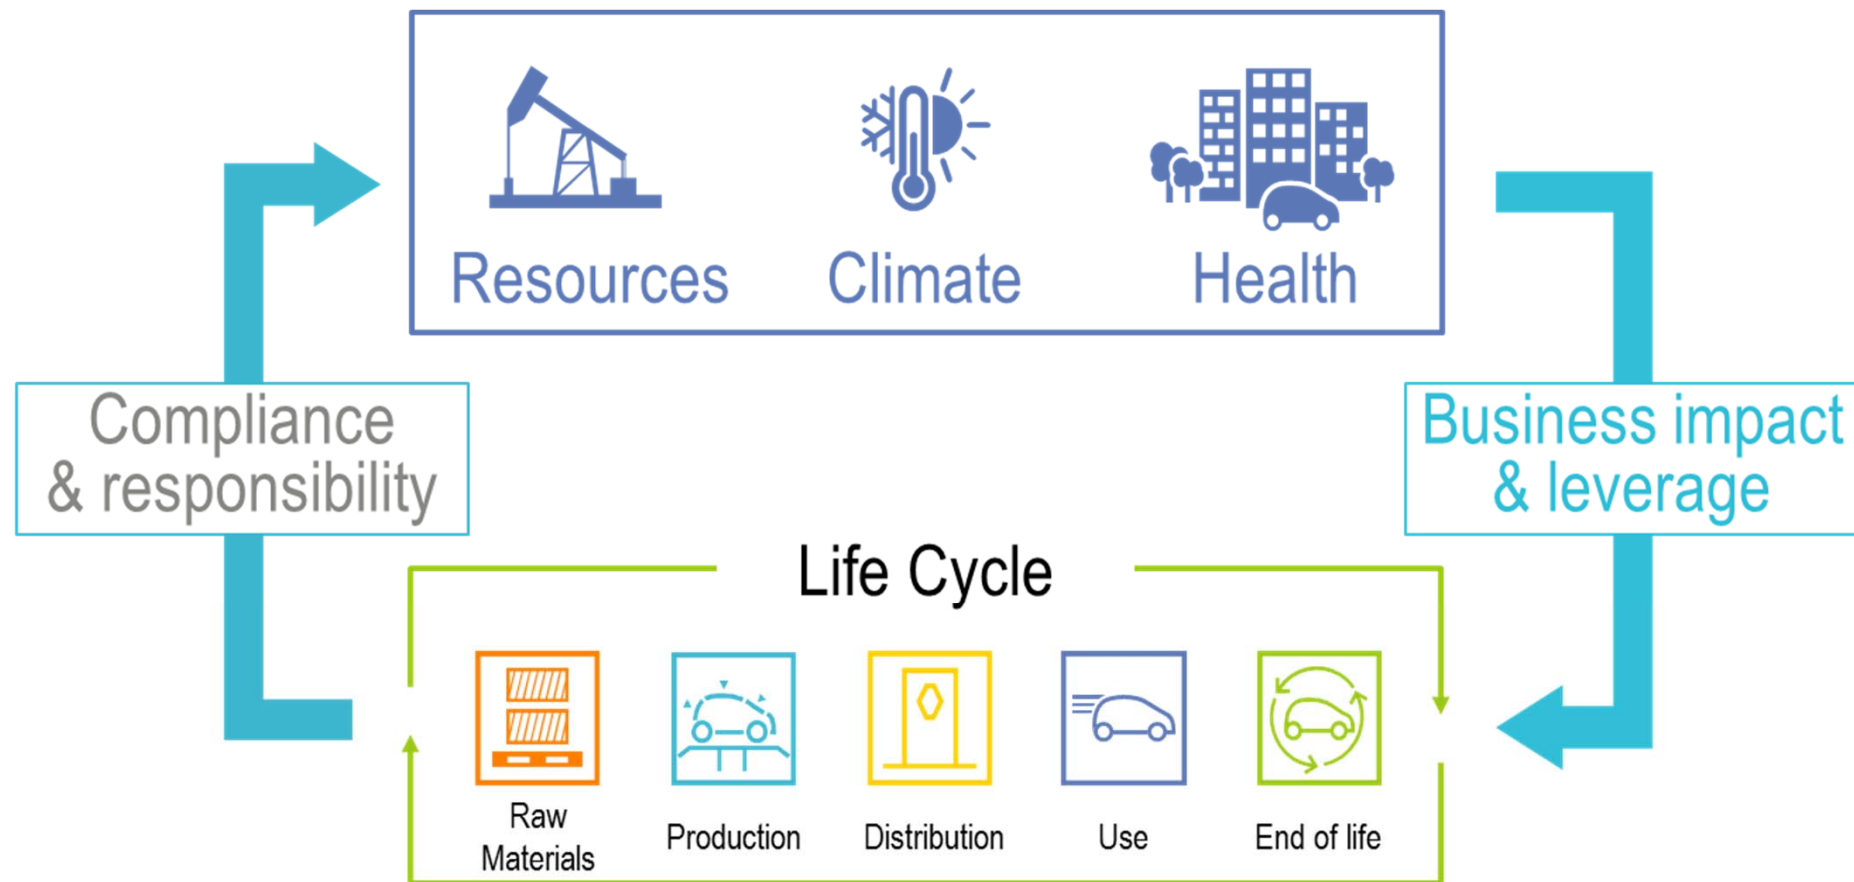 Resources
Climate
Health
Compliance
& responsibility
Business impact
& leverage
Life Cycle
Raw
Materials
Production
Distribution
Use
End of life